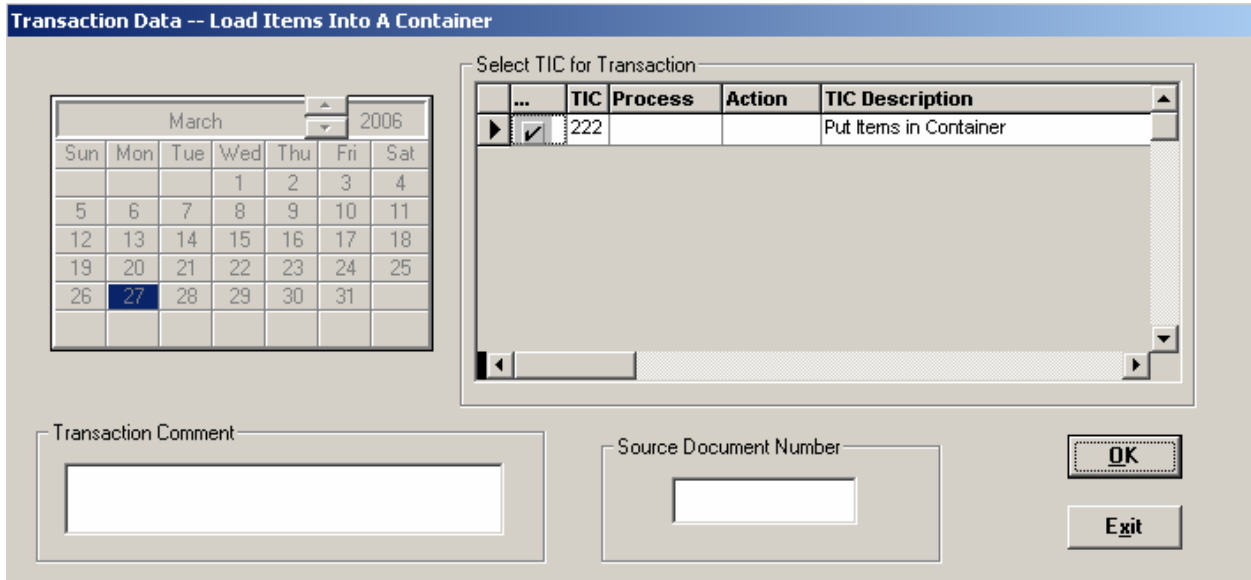 Transaction Data -- Load Items Into A Container
Select TIC for Transaction
... TIC Process Action TIC Description
222 Put Items in Container
March 2006
Sun Mon Tue Wed Thu Fri Sat
1 2 3 4
5 6 7 8 9 10 11
12 13 14 15 16 17 18
19 20 21 22 23 24 25
26 27 28 29 30 31
Transaction Comment
Source Document Number
OK
Exit